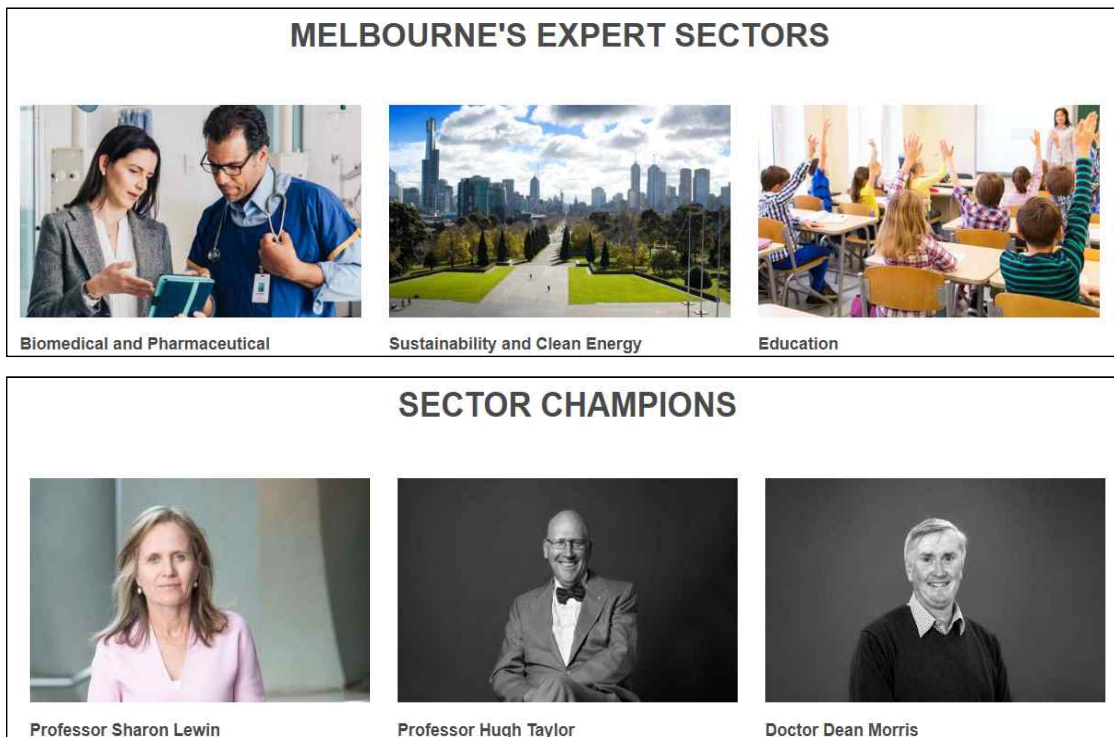 MELBOURNE'S EXPERT SECTORS
Biomedical and Pharmaceutical
Sustainability and Clean Energy
Education
SECTOR CHAMPIONS
Professor Sharon Lewin
Professor Hugh Taylor
Doctor Dean Morris